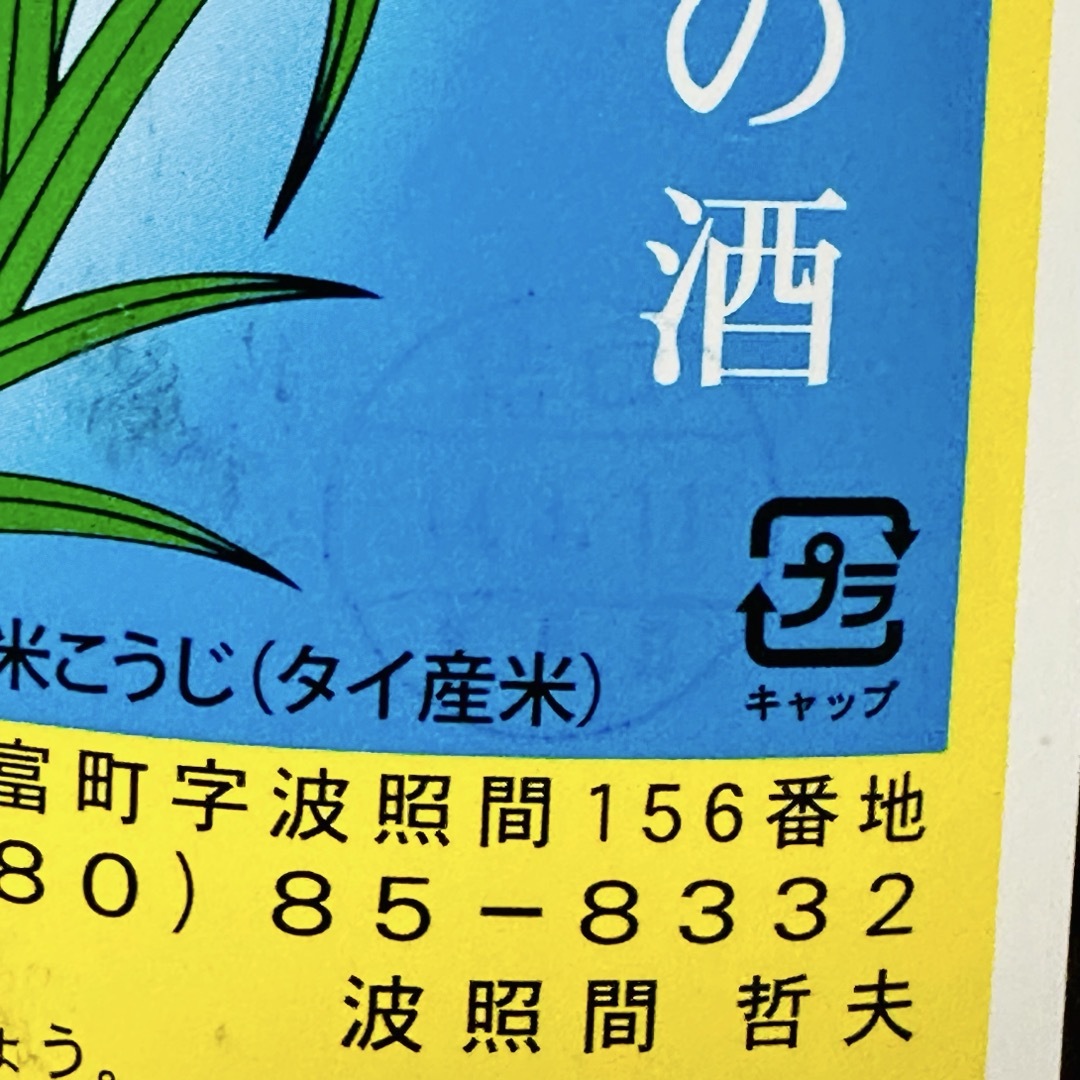 の酒
プラ
キャップ
米こうじ(タイ産米)
富町字波照間156番地
80)85-8332
波照間 哲夫
ょう。